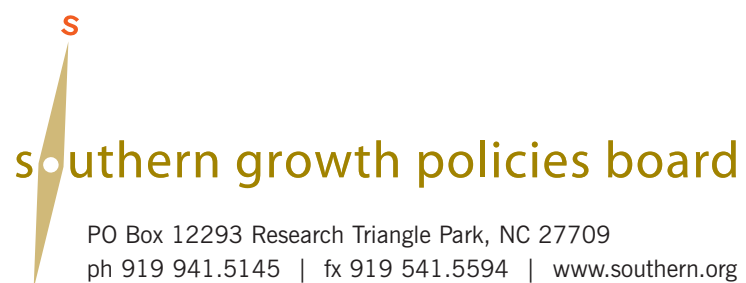 S
southern growth policies board
PO Box 12293 Research Triangle Park, NC 27709
ph 919 941.5145 | fx 919 541.5594 | www.southern.org